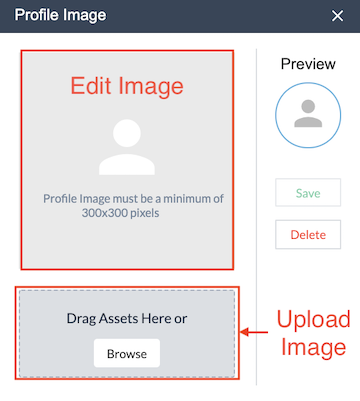 Profile Image
Edit Image
Profile Image must be a minimum of
300x300 pixels
Preview
Save
Delete
Drag Assets Here or
Browse
Upload
Image